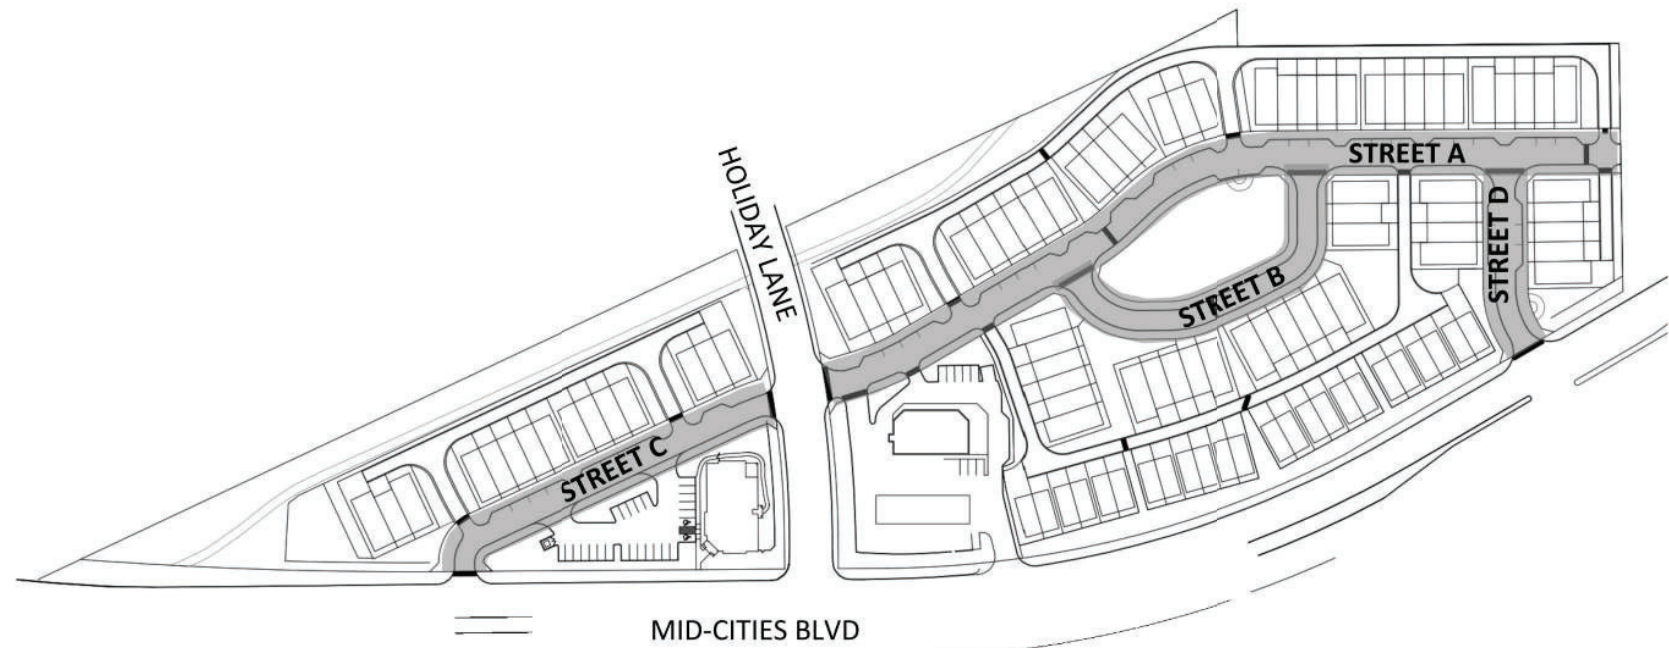 STREET A
HOLIDAY LANE
STREET D
STREET B
STREET C
MID-CITIES BLVD